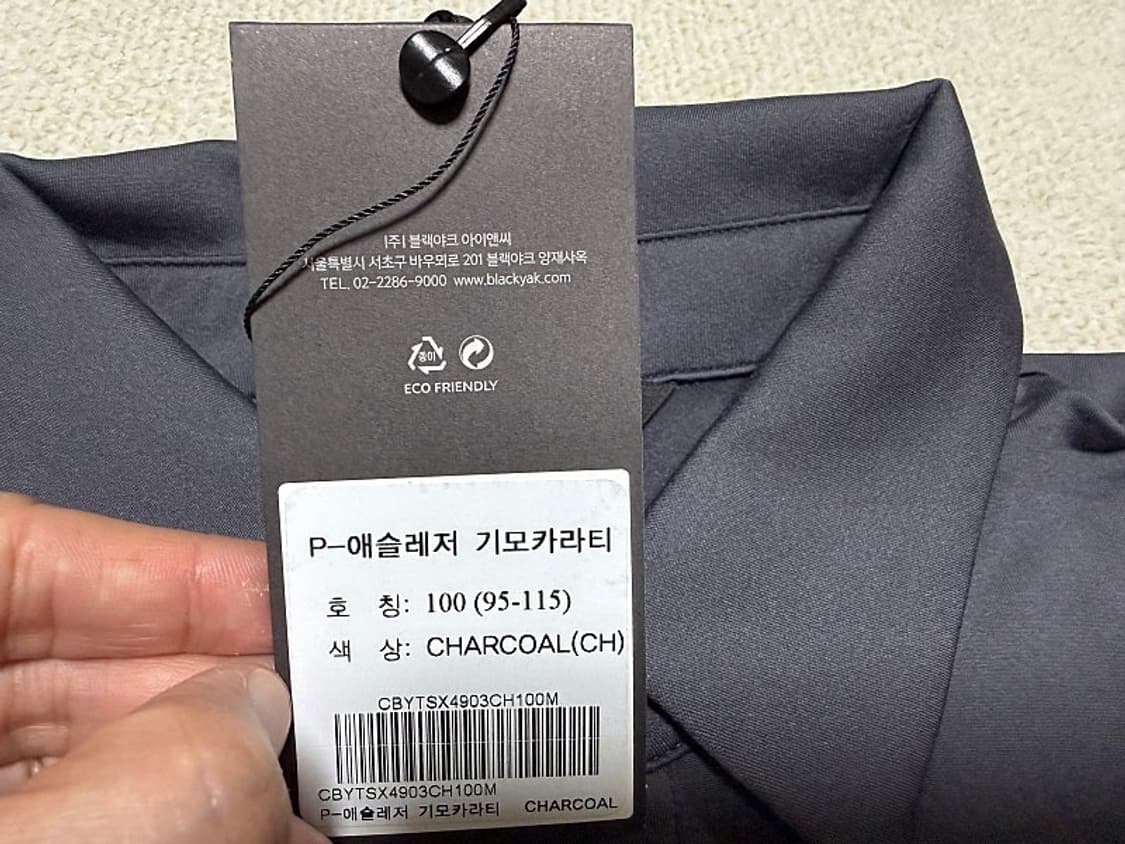 (주) 블랙야크 아이앤씨
서울특별시 서초구 바우뫼로 201 블랙야크 양재사옥
TEL. 02-2286-9000 www.blackyak.com
종이
ECO FRIENDLY
P-애슬레저 기모카라티
호 칭: 100 (95-115)
색 상: CHARCOAL(CH)
CBYTSX4903CH100M
CBYTSX4903CH100M
P-애슬레저 기모카라티 CHARCOAL